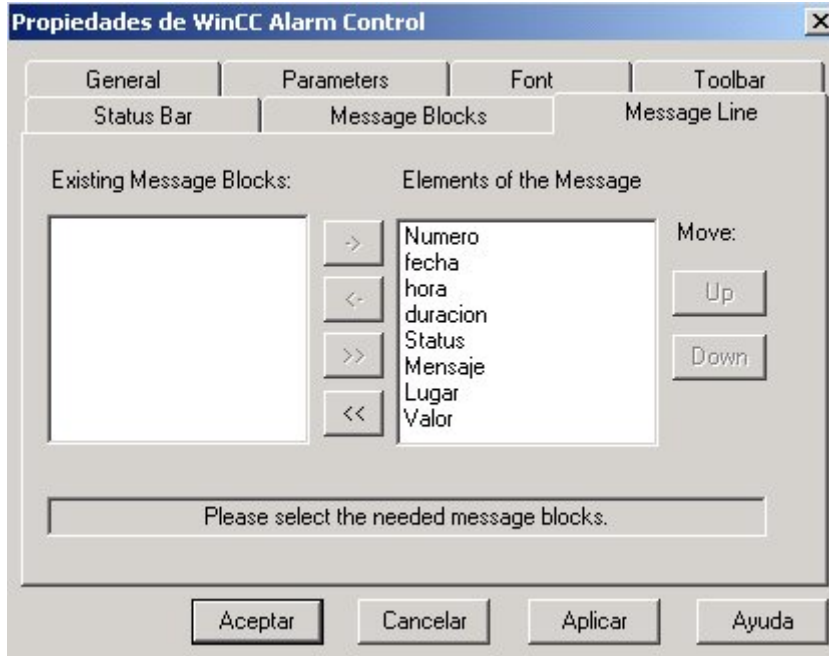 Propiedades de WinCC Alarm Control
General Parameters Font Toolbar
Status Bar Message Blocks Message Line
Existing Message Blocks:
Elements of the Message
Move:
->
<-
>>
<<
Numero
fecha
hora
duracion
Status
Mensaje
Lugar
Valor
Up
Down
Please select the needed message blocks.
Aceptar Cancelar Aplicar Ayuda